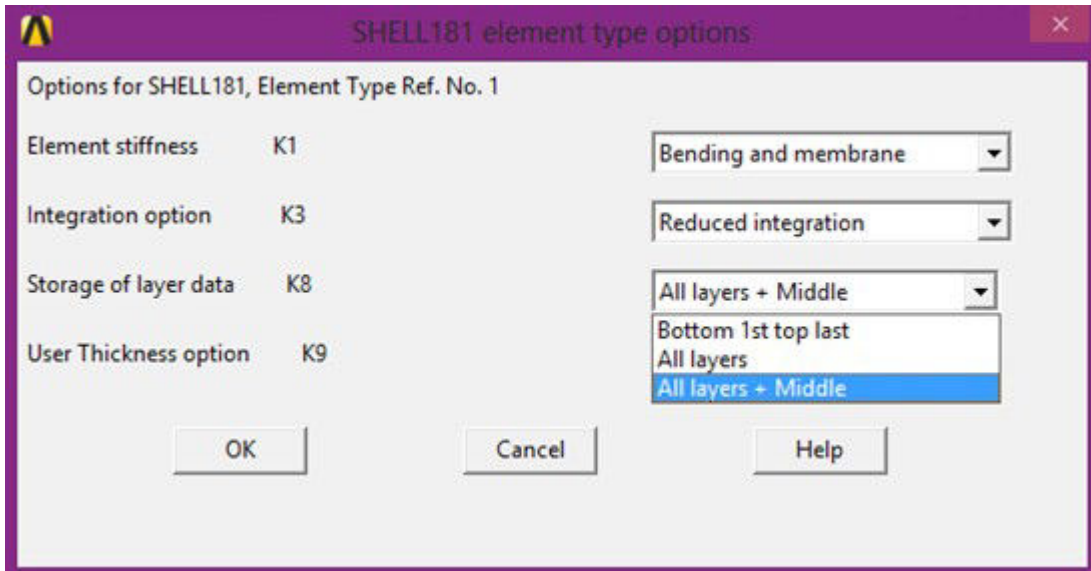 SHELL181 element type options
Options for SHELL181, Element Type Ref. No. 1
Element stiffness K1 Bending and membrane
Integration option K3 Reduced integration
Storage of layer data K8 All layers + Middle
Bottom 1st top last
User Thickness option K9 All layers
All layers + Middle
OK Cancel Help